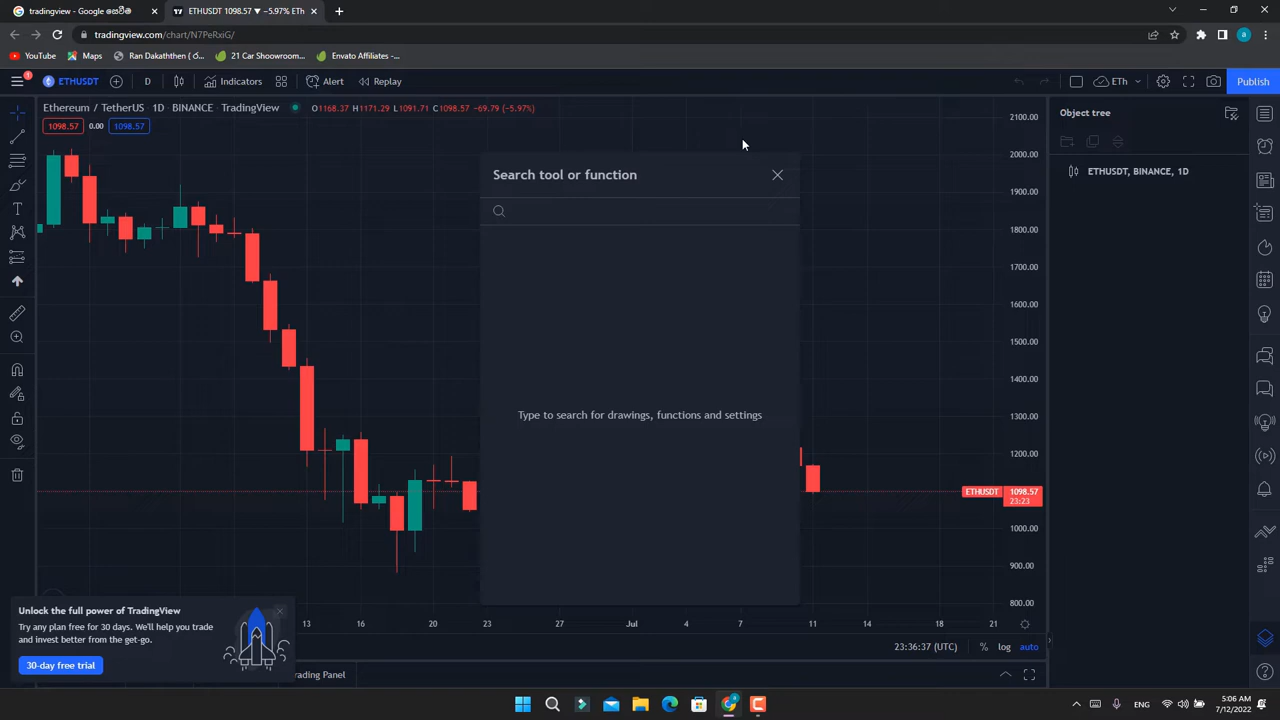 tradingview - Google සෙවීම
ETHUSDT 1098.57 ▼ −5.97% ETh
tradingview.com/chart/N7PeRxiG/
YouTube
Maps
Ran Dakaththen ( ර...
21 Car Shooroowm...
Envato Affiliates -...
1
ETHUSDT
D
Indicators
Alert
Replay
ETh
Publish
Ethereum / TetherUS · 1D · BINANCE · TradingView
O1168.37 H1171.29 L1091.71 C1098.57 −69.79 (−5.97%)
1098.57 0.00 1098.57
Object tree
ETHUSDT, BINANCE, 1D
Search tool or function
Type to search for drawings, functions and settings
2100.00
2000.00
1900.00
1800.00
1700.00
1600.00
1500.00
1400.00
1300.00
1200.00
ETHUSDT 1098.57
23:23
1000.00
900.00
800.00
13 16 20 23 27 Jul 4 7 11 14 18 21
Unlock the full power of TradingView
Try any plan free for 30 days. We'll help you trade
and invest better from the get-go.
30-day free trial
23:36:37 (UTC) % log auto
rading Panel
ENG
5:06 AM
7/12/2022